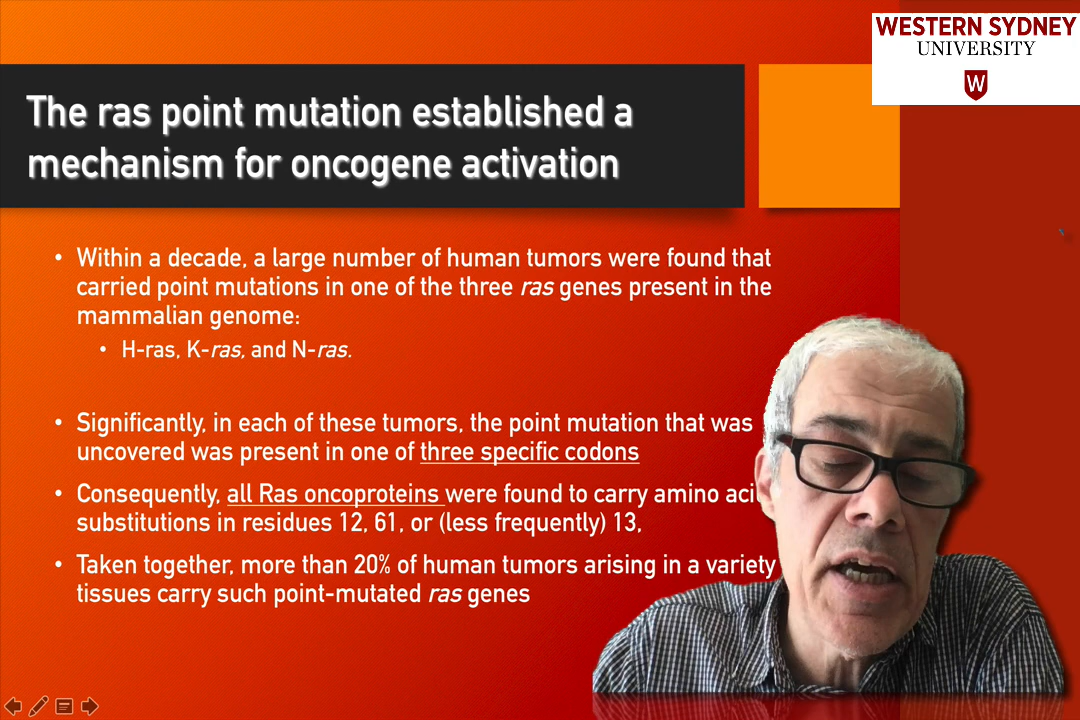 WESTERN SYDNEY
UNIVERSITY
W
The ras point mutation established a
mechanism for oncogene activation
• Within a decade, a large number of human tumors were found that
carried point mutations in one of the three ras genes present in the
mammalian genome:
• H-ras, K-ras, and N-ras.
• Significantly, in each of these tumors, the point mutation that was
uncovered was present in one of three specific codons
• Consequently, all Ras oncoproteins were found to carry amino
substitutions in residues 12, 61, or (less frequently) 13,
• Taken together, more than 20% of human tumors arising in a variety
tissues carry such point-mutated ras genes